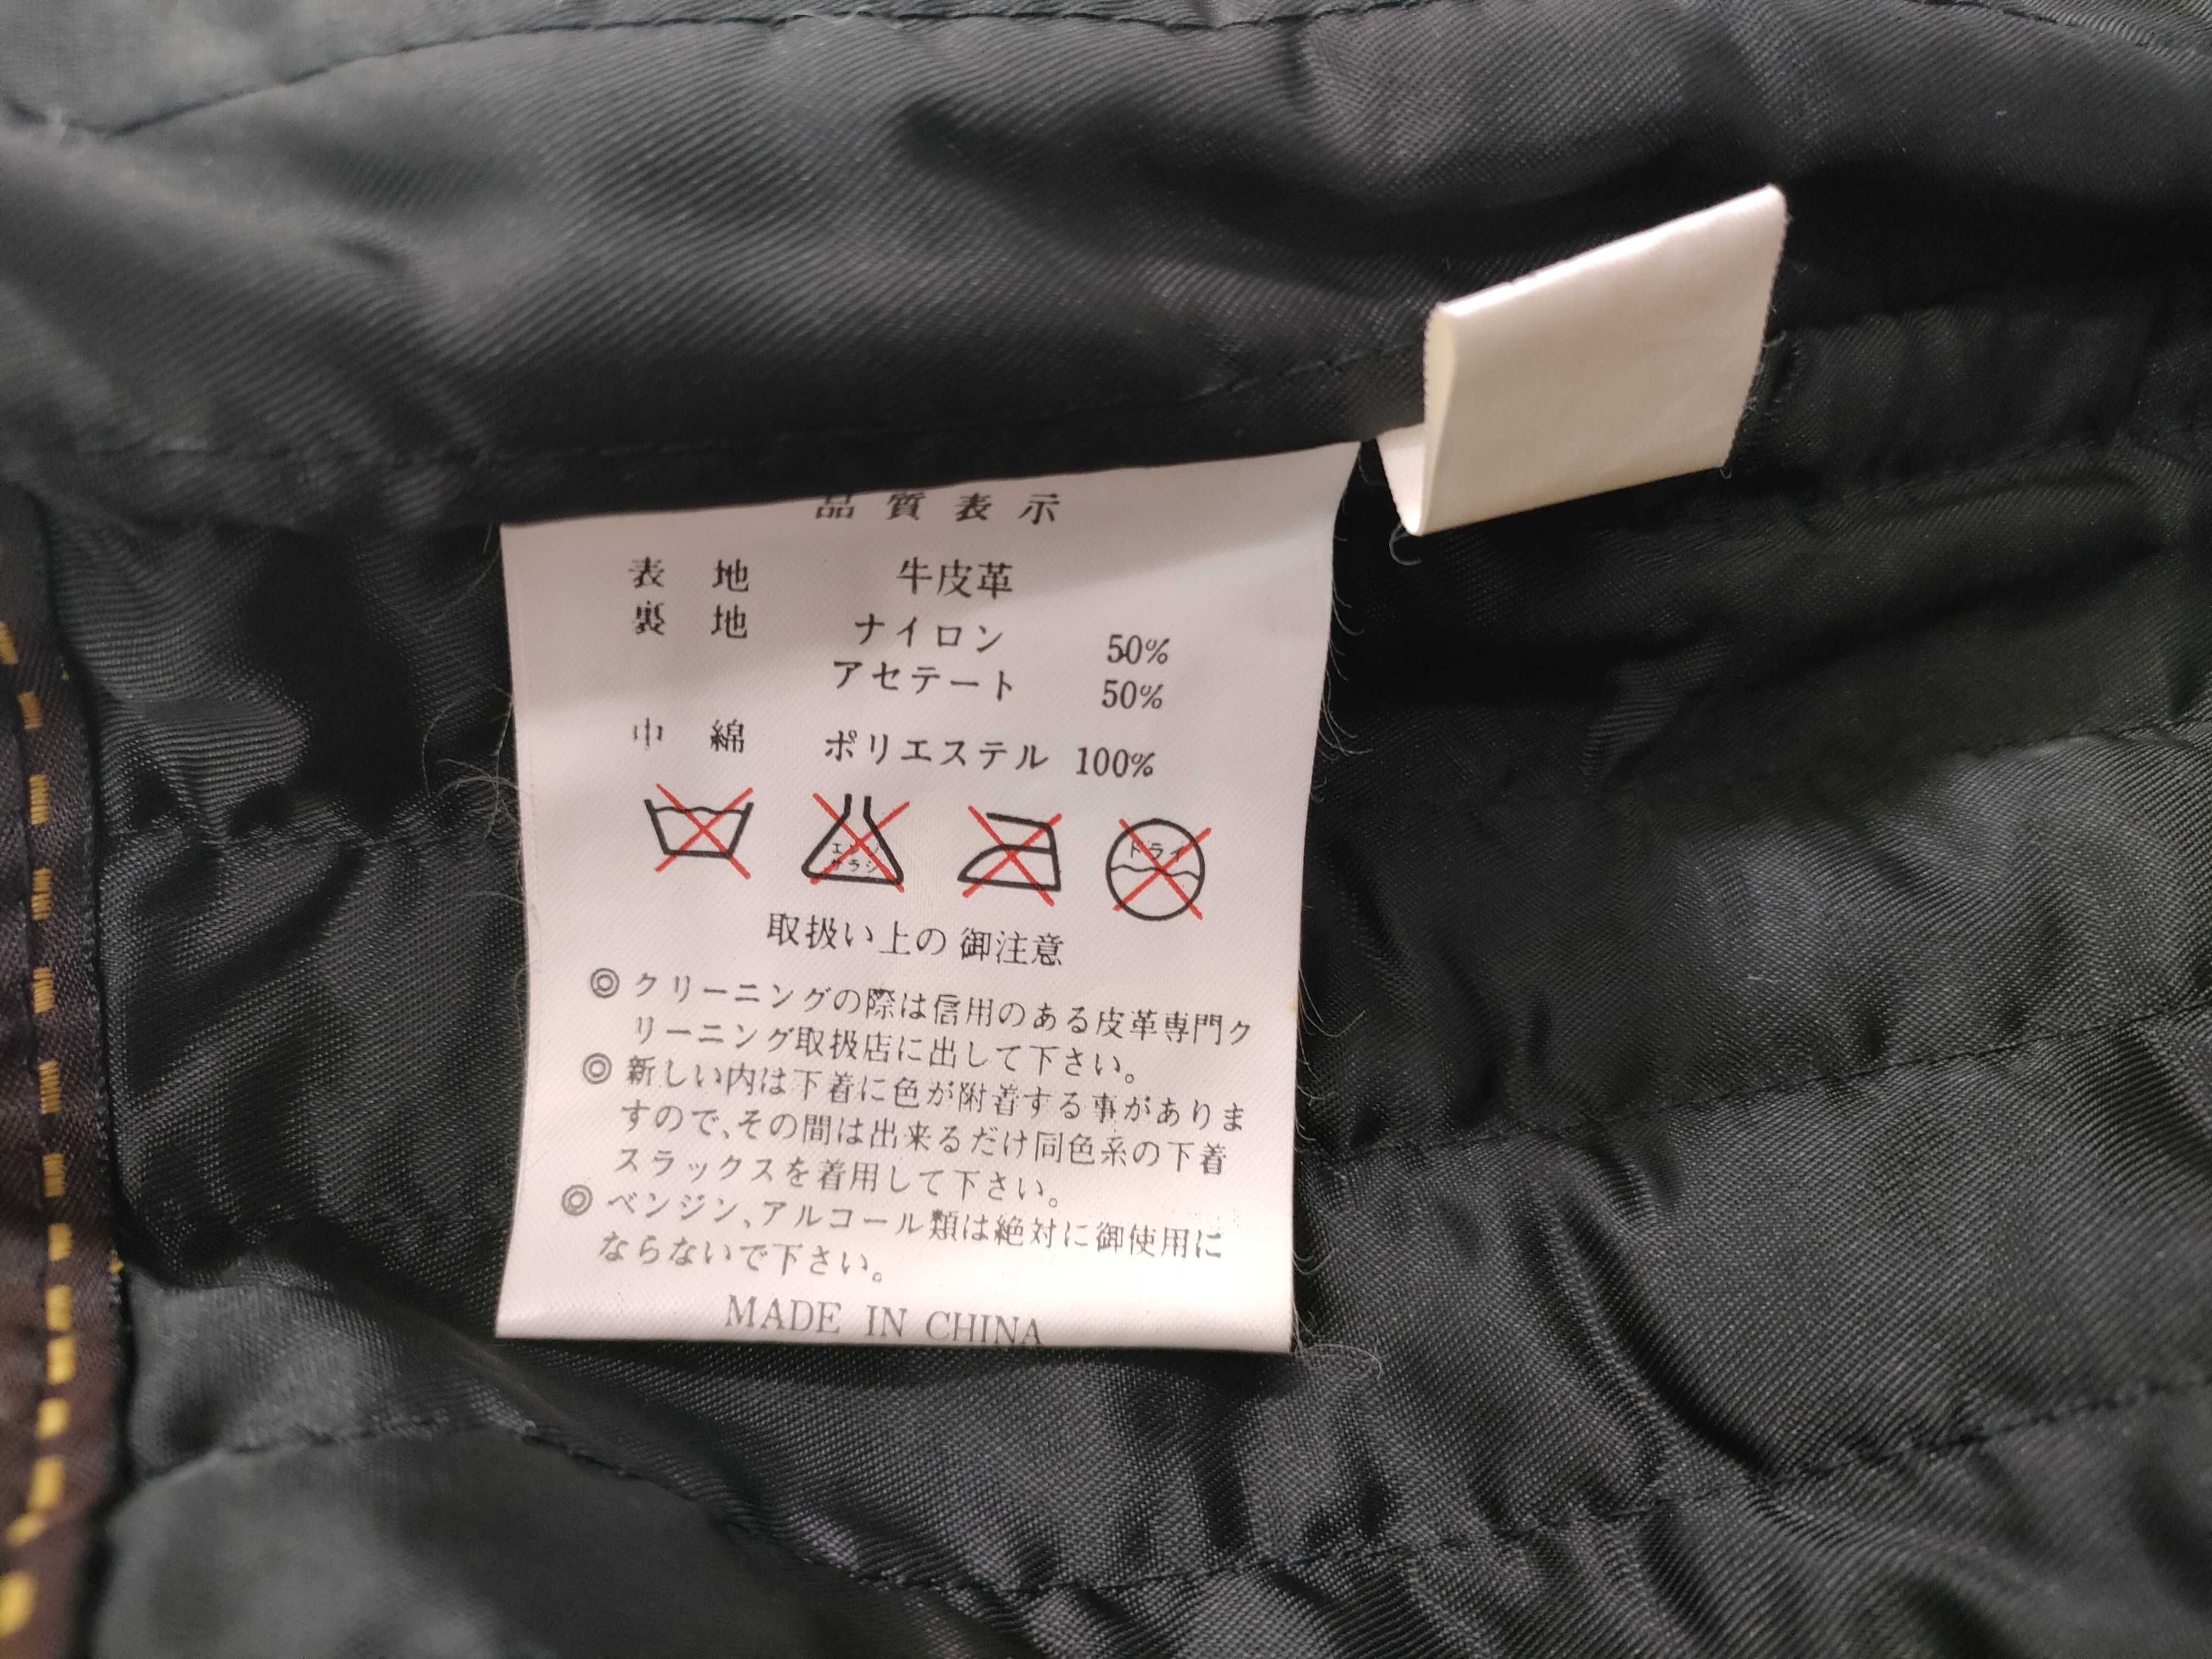 品質表示
表地 牛皮革
裏地 ナイロン 50%
アセテート 50%
中綿 ポリエステル 100%
エンソ
サラシ
ドライ
取扱い上の御注意
◎クリーニングの際は信用のある皮革専門ク
リーニング取扱店に出して下さい。
◎新しい内は下着に色が附着する事がありま
すので、その間は出来るだけ同色系の下着
スラックスを着用して下さい。
◎ベンジン、アルコール類は絶対に御使用に
ならないで下さい。
MADE IN CHINA